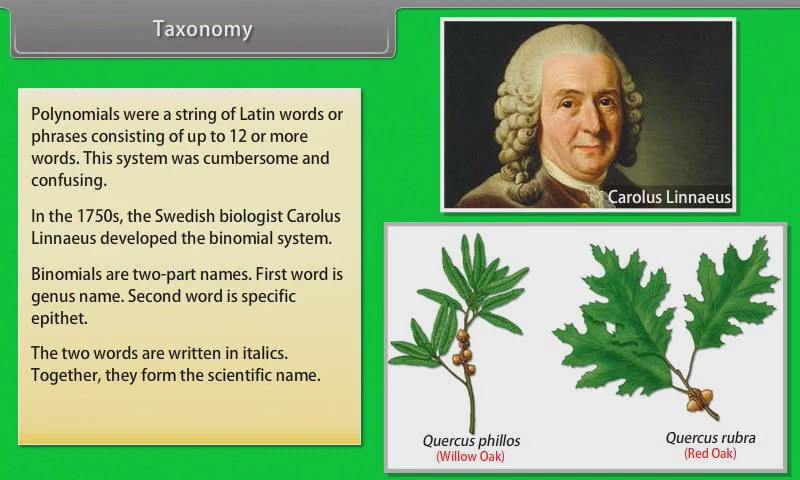 Taxonomy
Polynomials were a string of Latin words or
phrases consisting of up to 12 or more
words. This system was cumbersome and
confusing.
In the 1750s, the Swedish biologist Carolus
Linnaeus developed the binomial system.
Binomials are two-part names. First word is
genus name. Second word is specific
epithet.
The two words are written in italics.
Together, they form the scientific name.
Carolus Linnaeus
Quercus phillos
(Willow Oak)
Quercus rubra
(Red Oak)